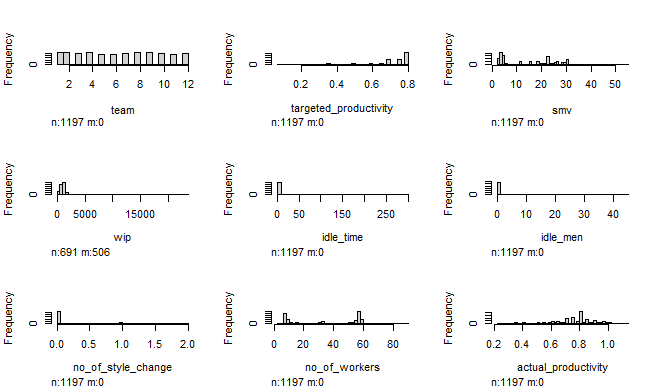 Frequency
0
2 4 6 8 10 12
team
n:1197 m:0
Frequency
0
0.2 0.4 0.6 0.8
targeted_productivity
n:1197 m:0
Frequency
0
0 10 20 30 40 50
smv
n:1197 m:0
Frequency
0
0 5000 15000
wip
n:691 m:506
Frequency
0
0 50 150 250
idle_time
n:1197 m:0
Frequency
0
0 10 20 30 40
idle_men
n:1197 m:0
Frequency
0
0.0 0.5 1.0 1.5 2.0
no_of_style_change
n:1197 m:0
Frequency
0
0 20 40 60 80
no_of_workers
n:1197 m:0
Frequency
0
0.2 0.4 0.6 0.8 1.0
actual_productivity
n:1197 m:0